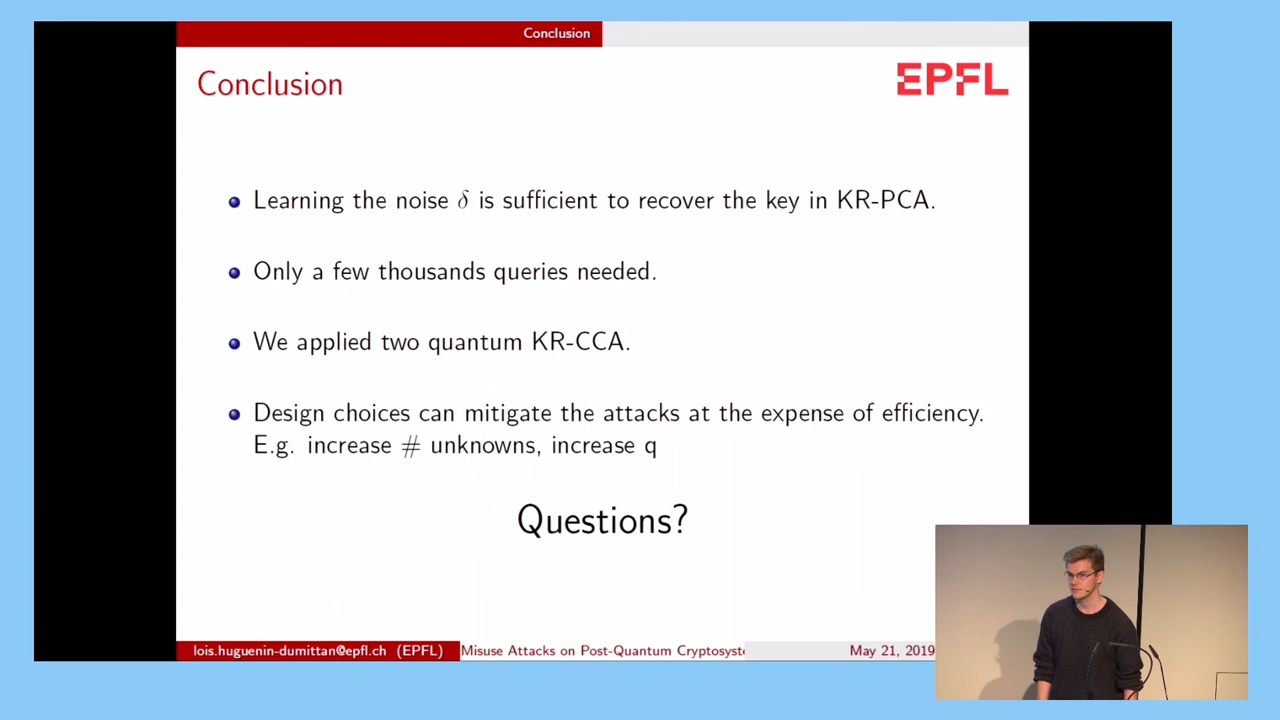 Conclusion
Conclusion
EPFL
Learning the noise δ is sufficient to recover the key in KR-PCA.
Only a few thousands queries needed.
We applied two quantum KR-CCA.
Design choices can mitigate the attacks at the expense of efficiency.
E.g. increase # unknowns, increase q
Questions?
lois.huguenin-dumittan@epfl.ch (EPFL) Misuse Attacks on Post-Quantum Cryptosyste May 21, 2019